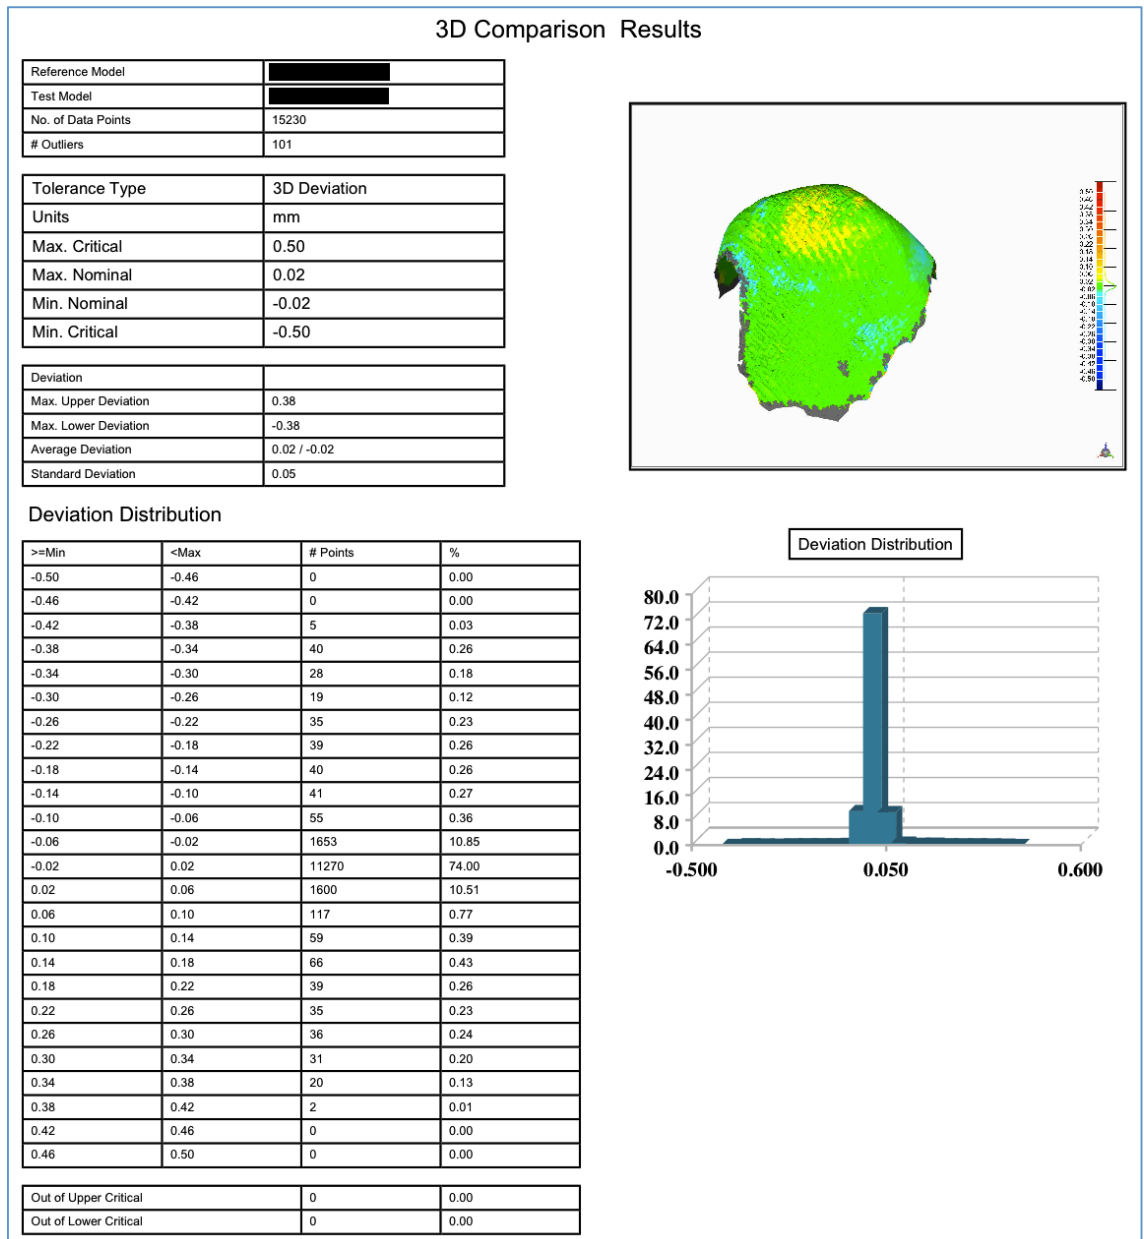 3D Comparison Results
Reference Model
Test Model
No. of Data Points 15230
# Outliers 101
Tolerance Type 3D Deviation
Units mm
Max. Critical 0.50
Max. Nominal 0.02
Min. Nominal -0.02
Min. Critical -0.50
Deviation
Max. Upper Deviation 0.38
Max. Lower Deviation -0.38
Average Deviation 0.02 / -0.02
Standard Deviation 0.05
Deviation Distribution
>=Min <Max # Points %
-0.50 -0.46 0 0.00
-0.46 -0.42 0 0.00
-0.42 -0.38 5 0.03
-0.38 -0.34 40 0.26
-0.34 -0.30 28 0.18
-0.30 -0.26 19 0.12
-0.26 -0.22 35 0.23
-0.22 -0.18 39 0.26
-0.18 -0.14 40 0.26
-0.14 -0.10 41 0.27
-0.10 -0.06 55 0.36
-0.06 -0.02 1653 10.85
-0.02 0.02 11270 74.00
0.02 0.06 1600 10.51
0.06 0.10 117 0.77
0.10 0.14 59 0.39
0.14 0.18 66 0.43
0.18 0.22 39 0.26
0.22 0.26 35 0.23
0.26 0.30 36 0.24
0.30 0.34 31 0.20
0.34 0.38 20 0.13
0.38 0.42 2 0.01
0.42 0.46 0 0.00
0.46 0.50 0 0.00
Out of Upper Critical 0 0.00
Out of Lower Critical 0 0.00
Deviation Distribution
80.0
72.0
64.0
56.0
48.0
40.0
32.0
24.0
16.0
8.0
0.0
-0.500 0.050 0.600